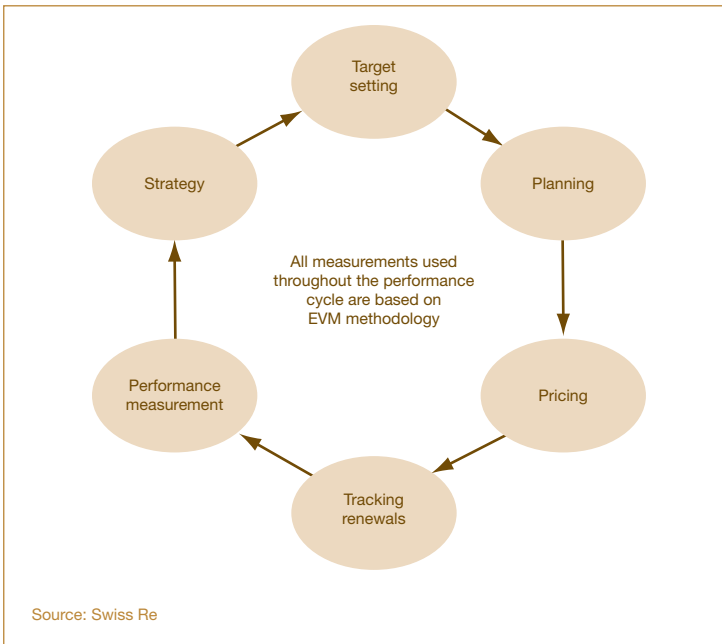 Target
setting
Strategy
Planning
All measurements used
throughout the performance
cycle are based on
EVM methodology
Performance
measurement
Pricing
Tracking
renewals
Source: Swiss Re